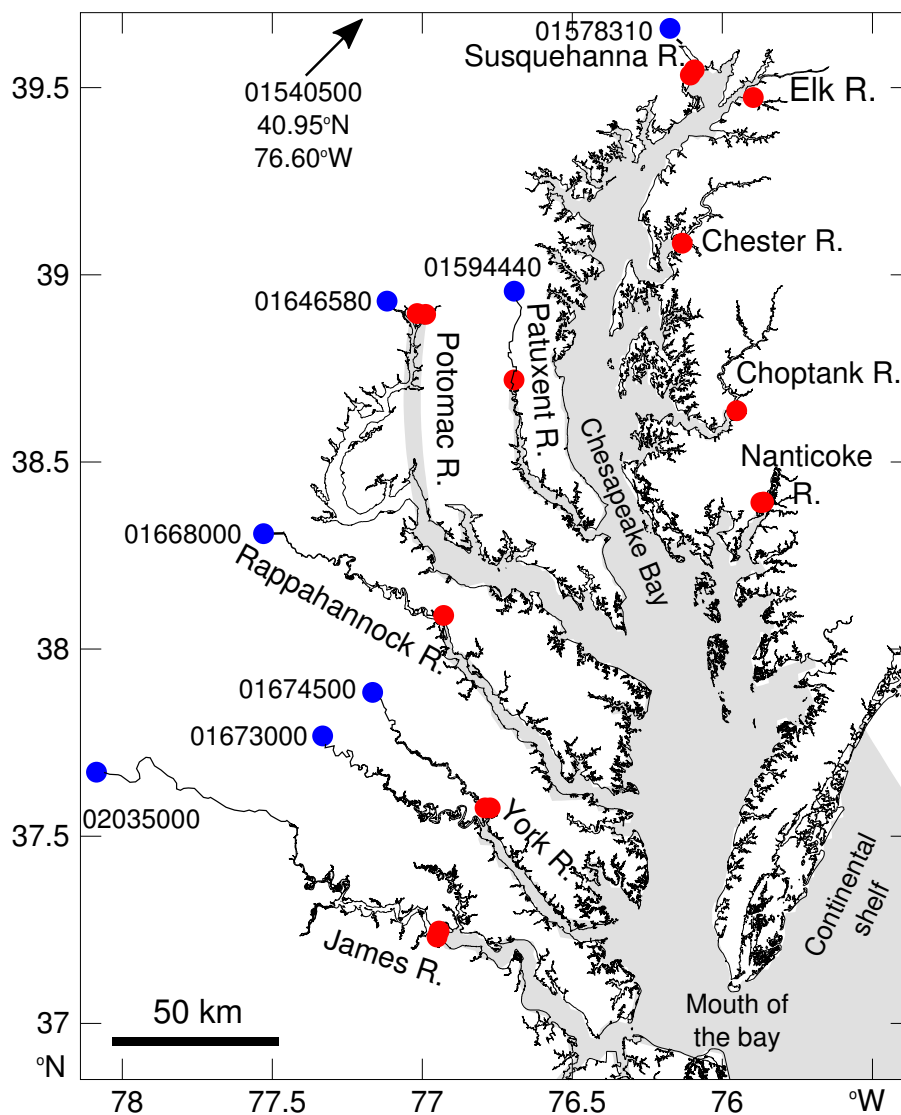 01578310
Susquehanna R.
39.5
01540500
40.95°N
76.60°W
Elk R.
Chester R.
39
01594440
01646580
Potomac R.
Patuxent R.
Choptank R.
38.5
Chesapeake Bay
Nanticoke
R.
01668000
Rappahannock R.
38
01674500
01673000
02035000
37.5
York R.
Continental
shelf
James R.
50 km
Mouth of
the bay
37
°N
78
77.5
77
76.5
76
°W